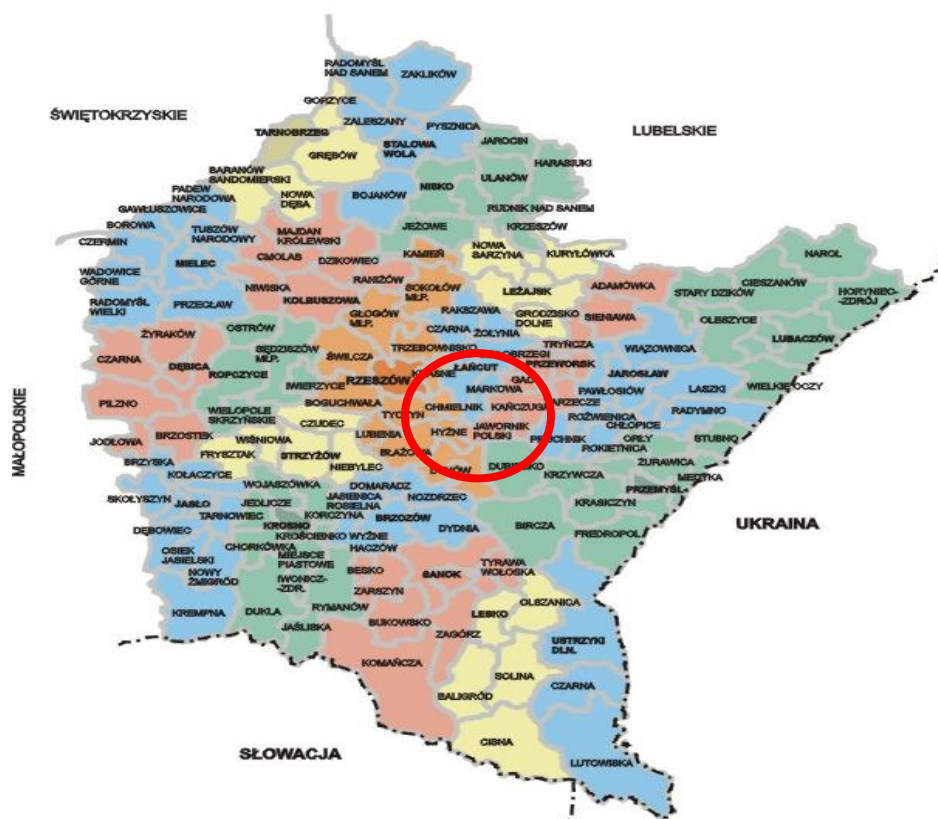 RADOMYŚL
NAD SANEM
ZAKLIKÓW
GORZYCE
ŚWIĘTOKRZYSKIE
ZALESZANY
PYSZNICA
LUBELSKIE
TARNOBRZEG
STALOWA
WOLA
JAROCIN
GRĘBÓW
HARASIUKI
BARANÓW
SANDOMIERSKI
ULANÓW
PADEW
NARODOWA
NOWA
DĘBA
BOJANÓW
NISKO
GAWŁUSZOWICE
RUDNIK NAD SANEM
BOROWA
TUSZÓW
NARODOWY
MAJDAN
KRÓLEWSKI
JEŻOWE
KRZESZÓW
CZERMIN
NOWA
SARZYNA
KURYŁÓWKA
NAROL
CMOLAS
DZIKOWIEC
KAMIEŃ
MIELEC
WADOWICE
GÓRNE
RANIŻÓW
CIESZANÓW
NIWISKA
SOKOŁÓW
MŁP.
LEŻAJSK
ADAMÓWKA
STARY DZIKÓW
HORYNIEC-
-ZDRÓJ
RADOMYŚL
WIELKI
PRZECŁAW
KOLBUSZOWA
RAKSZAWA
GŁOGÓW
MŁP.
GRODZISKO
DOLNE
SIENIAWA
OLESZYCE
OSTRÓW
CZARNA
ŻOŁYNIA
ŻYRAKÓW
TRYŃCZA
LUBACZÓW
SĘDZISZÓW
MŁP.
TRZEBOWNISKO
WIĄZOWNICA
CZARNA
ŚWILCZA
PRZEWORSK
DĘBICA
ROPCZYCE
ŁAŃCUT
JAROSŁAW
RZESZÓW
IWIERZYCE
MARKOWA
PAWŁOSIÓW
LASZKI
WIELKIE OCZY
PILZNO
BOGUCHWAŁA
CHMIELNIK
KAŃCZUGA
WIELOPOLE
SKRZYŃSKIE
TYCZYN
ROŹWIENICA
RADYMNO
CZUDEC
CHŁOPICE
JODŁOWA
BRZOSTEK
WIŚNIOWA
LUBENIA
HYŻNE
JAWORNIK
POLSKI
ORŁY
STUBNO
ROKIETNICA
FRYSZTAK
STRZYŻÓW
BŁAŻOWA
ŻURAWICA
BRZYSKA
NIEBYLEC
KOŁACZYCE
KRZYWCZA
MEDYKA
WOJASZÓWKA
DOMARADZ
PRZEMYŚL
SKOŁYSZYN
JEDLICZE
JASIENICA
ROSIELNA
NOZDRZEC
KRASICZYN
JASŁO
TARNOWIEC
KORCZYNA
BRZOZÓW
DĘBOWIEC
KROSNO
DYDNIA
BIRCZA
UKRAINA
KROŚCIENKO WYŻNE
FREDROPOL
CHORKÓWKA
HACZÓW
OSIEK
JASIELSKI
MIEJSCE
PIASTOWE
TYRAWA
WOŁOSKA
NOWY
ŻMIGRÓD
IWONICZ-
-ZDR.
BESKO
SANOK
ZARSZYN
KREMPNA
DUKLA
RYMANÓW
LESKO
OLSZANICA
JAŚLISKA
BUKOWSKO
ZAGÓRZ
USTRZYKI
DLN.
KOMAŃCZA
SOLINA
CZARNA
BALIGRÓD
CISNA
SŁOWACJA
LUTOWISKA
MAŁOPOLSKIE